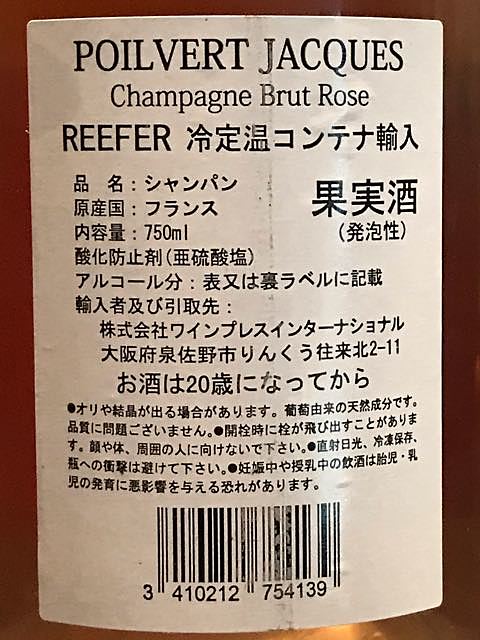 POILVERT JACQUES
Champagne Brut Rose
REEFER 冷定温コンテナ輸入
品　名：シャンパン
原産国：フランス
内容量：750ml
果実酒
(発泡性)
酸化防止剤(亜硫酸塩)
アルコール分：表又は裏ラベルに記載
輸入者及び引取先：
株式会社ワインプレスインターナショナル
大阪府泉佐野市りんくう往来北2-11
お酒は20歳になってから
●オリや結晶が出る場合があります。葡萄由来の天然成分です。
品質に問題ございません。●開栓時に栓が飛び出すことがありま
す。顔や体、周囲の人に向けないで下さい。●直射日光、冷凍保存、
瓶への衝撃は避けて下さい。●妊娠中や授乳中の飲酒は胎児・乳
児の発育に悪影響を与える恐れがあります。
3 410212 754139